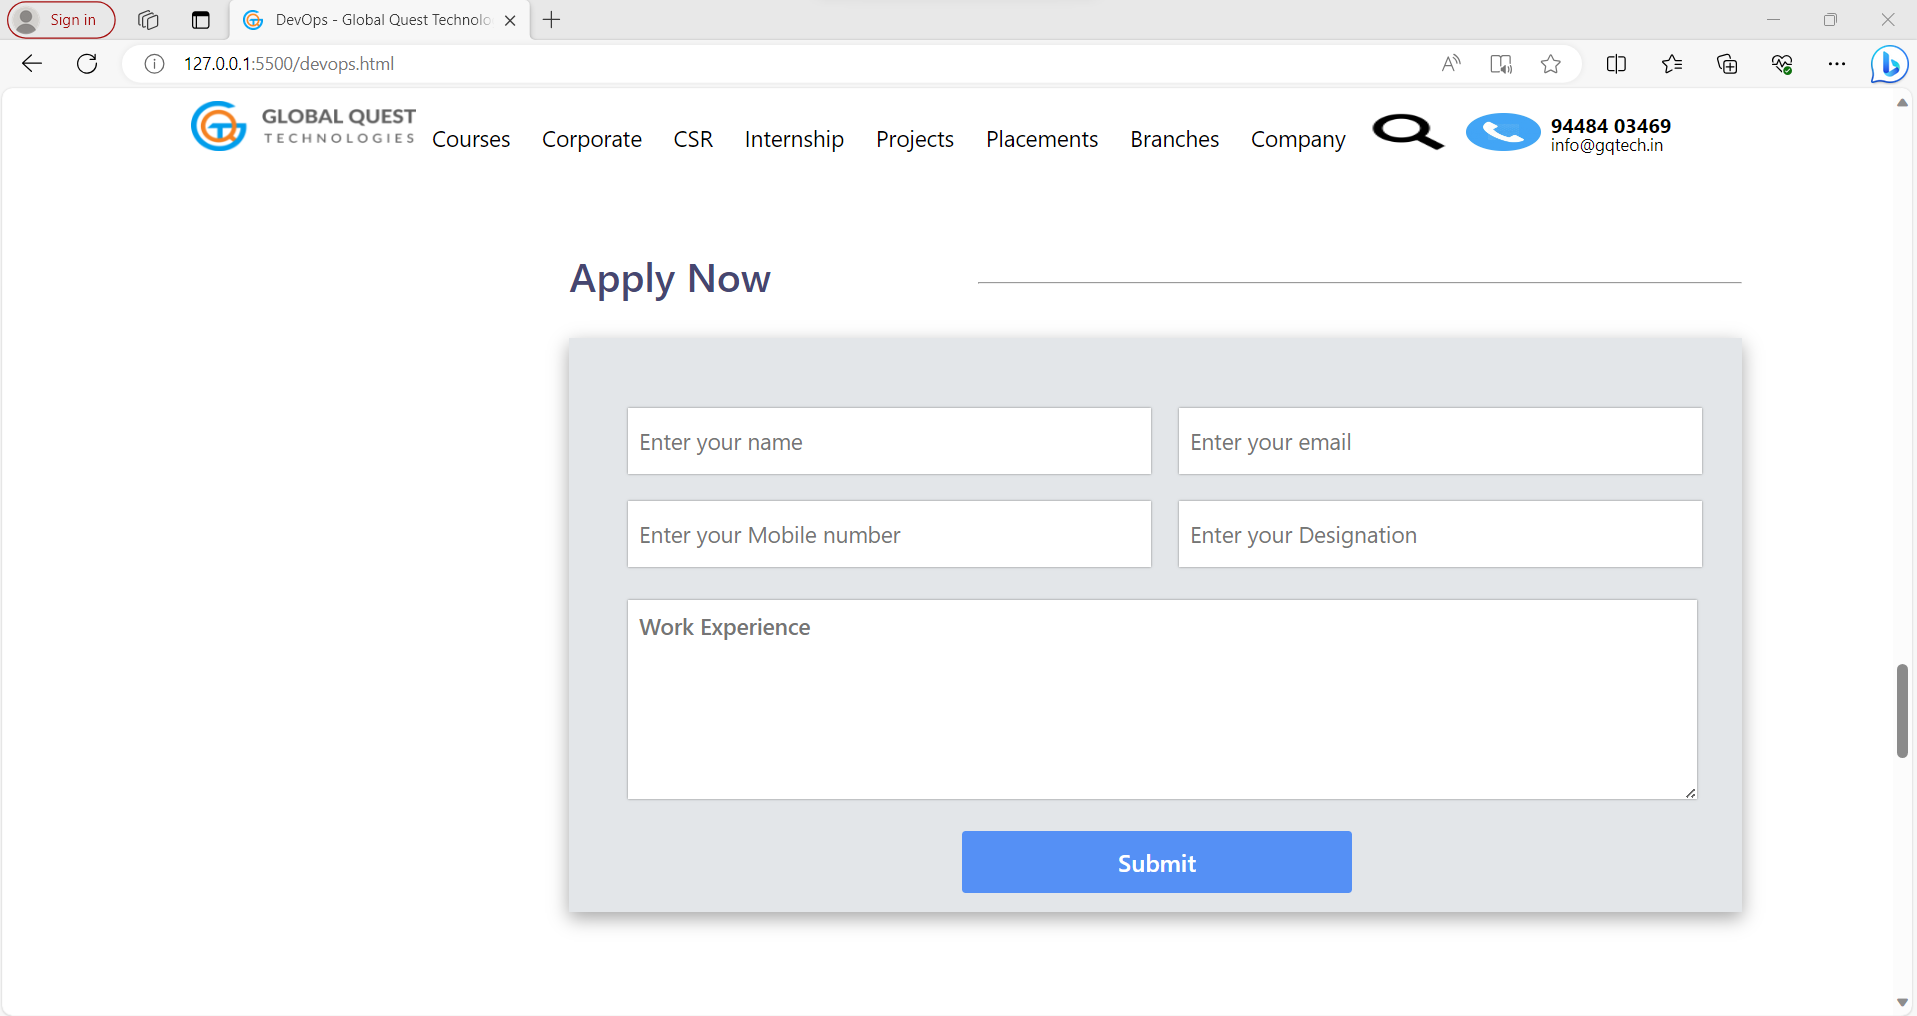 Sign in
DevOps - Global Quest Technolo
127.0.0.1:5500/devops.html
GLOBAL QUEST
TECHNOLOGIES
Courses Corporate CSR Internship Projects Placements Branches Company
94484 03469
info@gqtech.in
Apply Now
Enter your name Enter your email
Enter your Mobile number Enter your Designation
Work Experience
Submit